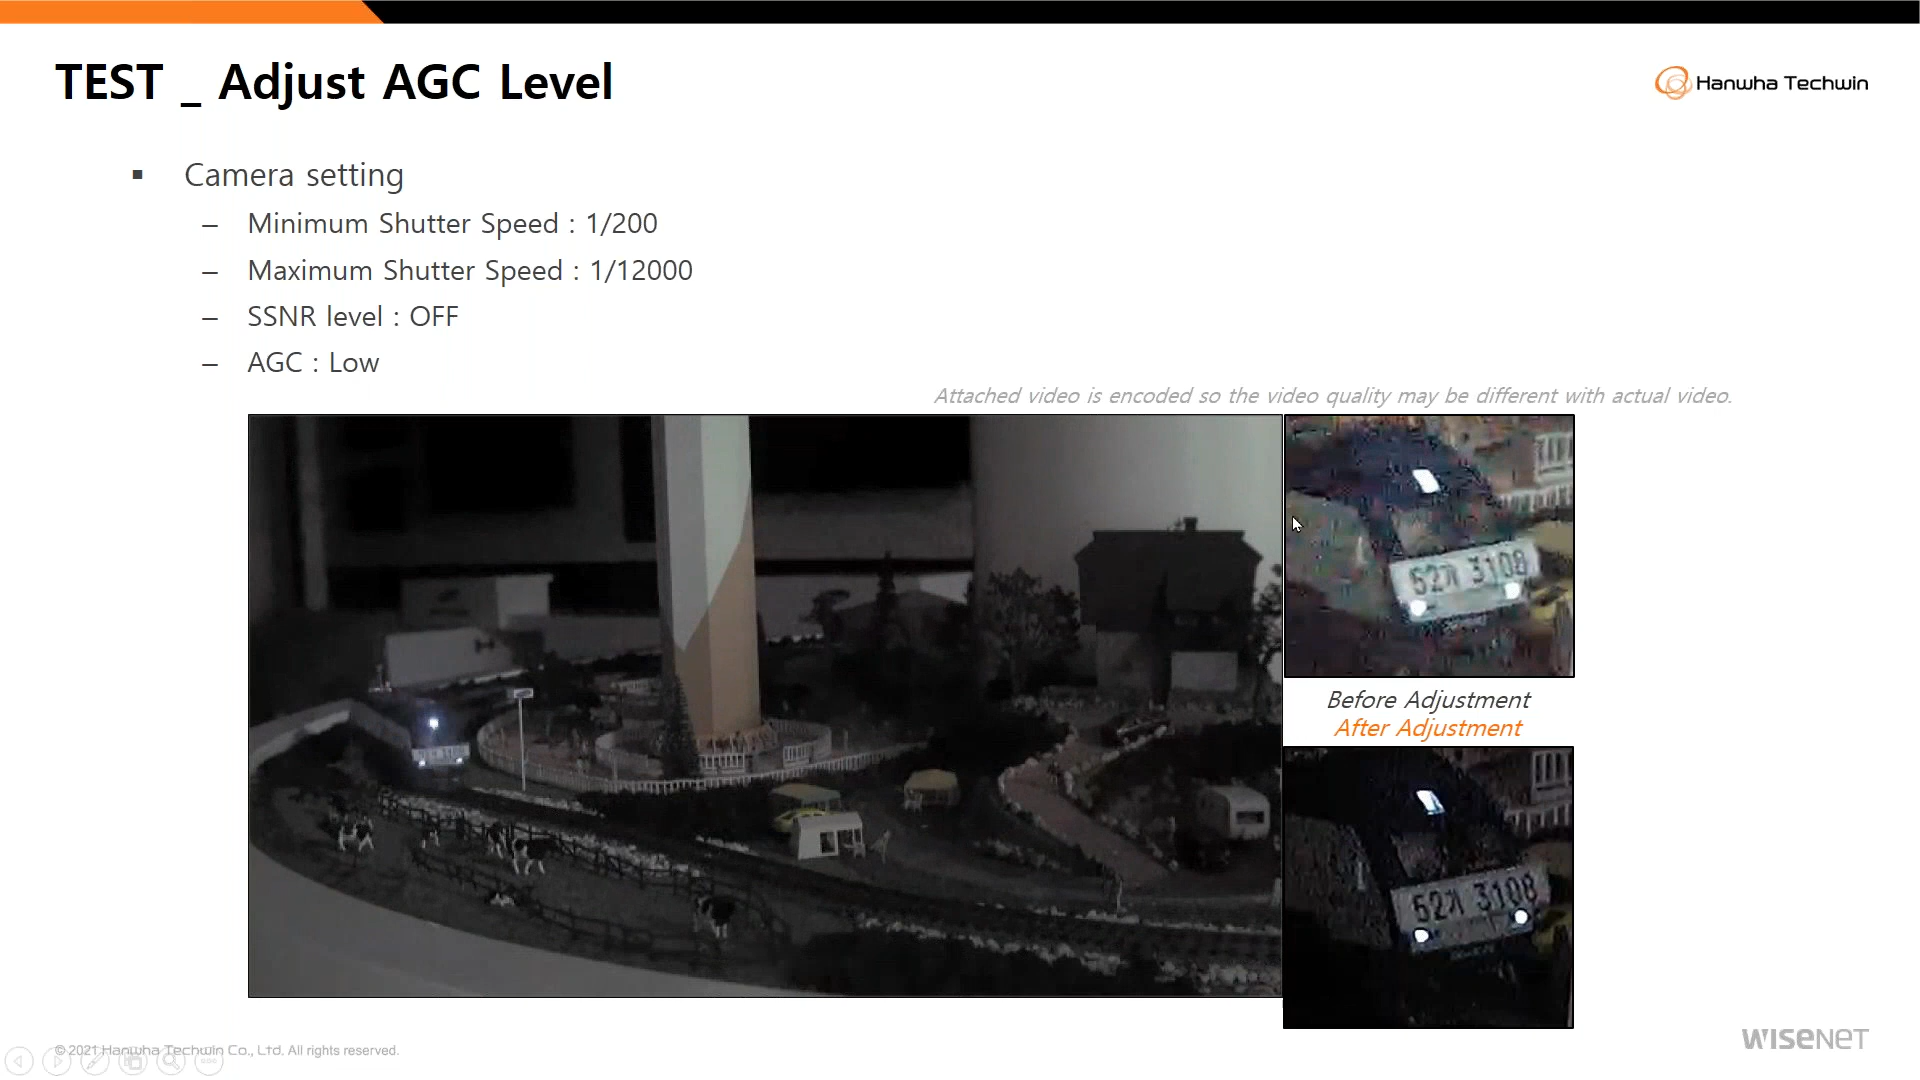 TEST _ Adjust AGC Level
Hanwha Techwin
▪ Camera setting
– Minimum Shutter Speed : 1/200
– Maximum Shutter Speed : 1/12000
– SSNR level : OFF
– AGC : Low
Attached video is encoded so the video quality may be different with actual video.
3108
Before Adjustment
After Adjustment
3108
© 2021 Hanwha Techwin Co., Ltd. All rights reserved.
WISENET